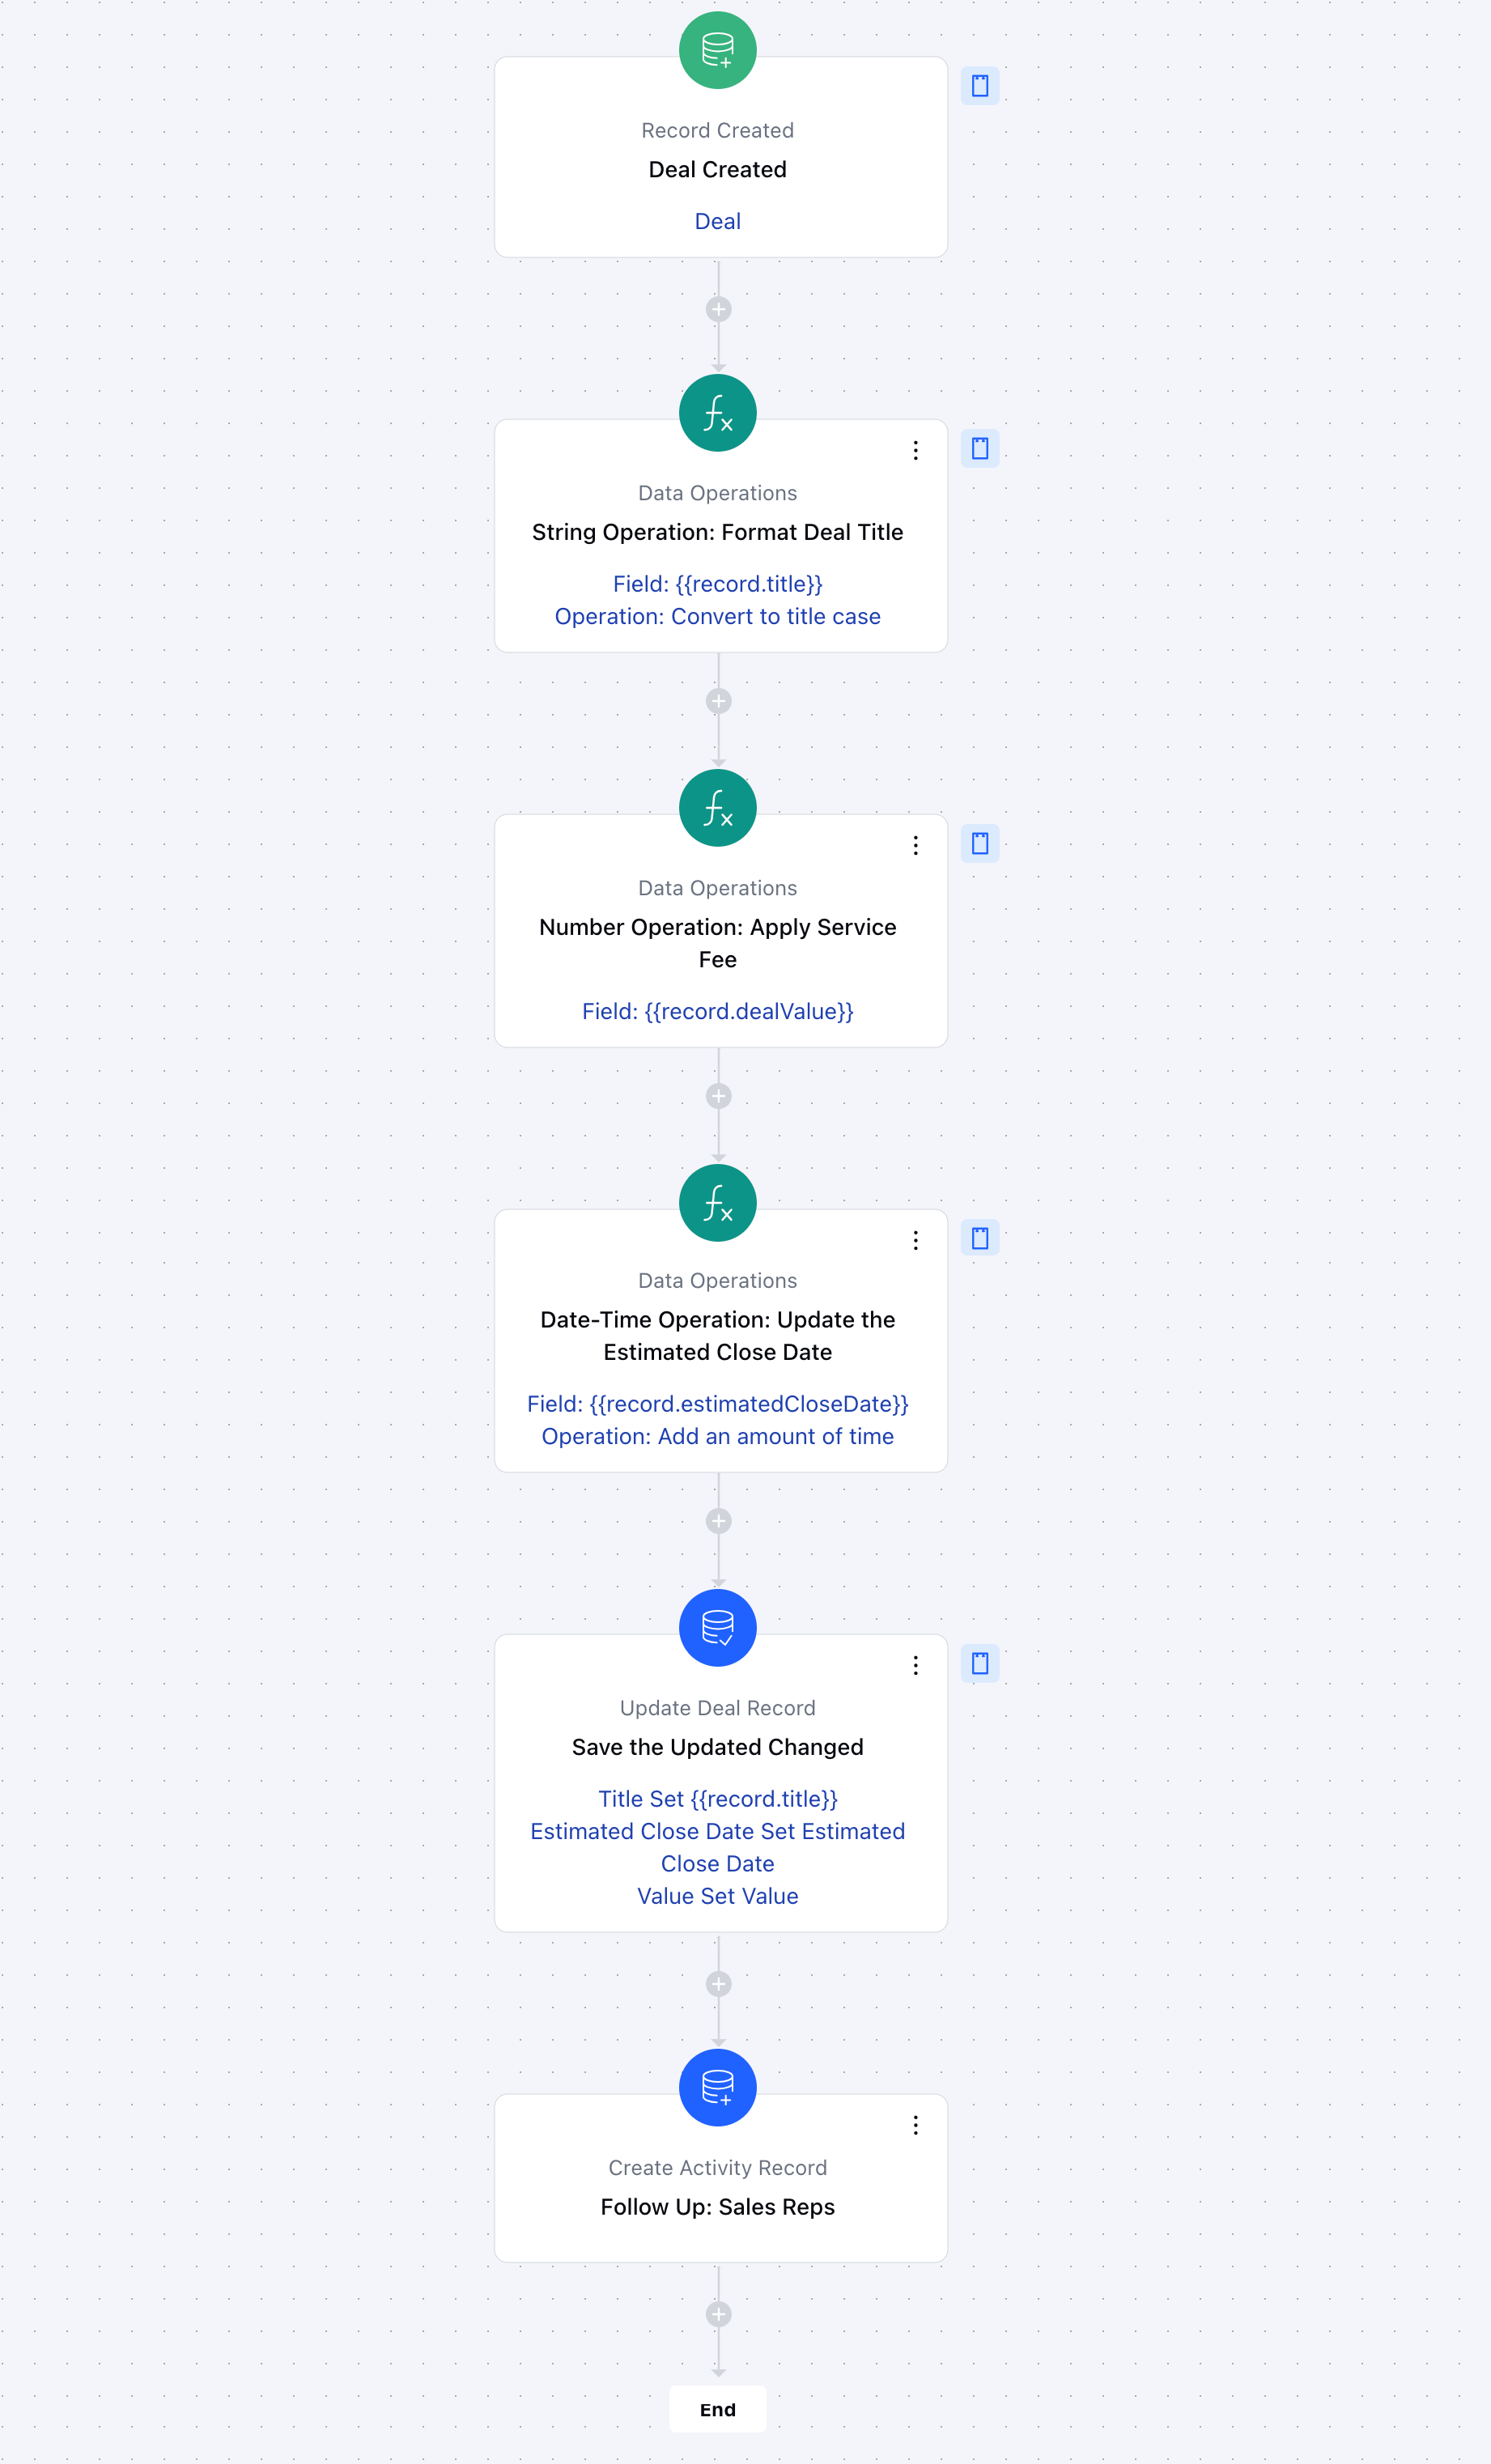 Record Created
Deal Created
Deal
Data Operations
String Operation: Format Deal Title
Field: {{record.title}}
Operation: Convert to title case
Data Operations
Number Operation: Apply Service
Fee
Field: {{record.dealValue}}
Data Operations
Date-Time Operation: Update the
Estimated Close Date
Field: {{record.estimatedCloseDate}}
Operation: Add an amount of time
Update Deal Record
Save the Updated Changed
Title Set {{record.title}}
Estimated Close Date Set Estimated
Close Date
Value Set Value
Create Activity Record
Follow Up: Sales Reps
End